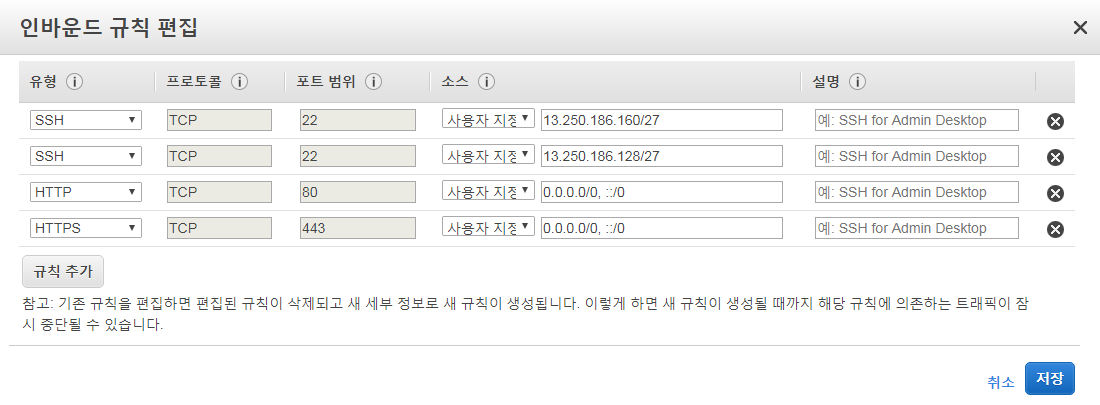 인바운드 규칙 편집
유형 프로토콜 포트 범위 소스 설명
SSH TCP 22 사용자 지정 13.250.186.160/27 예: SSH for Admin Desktop
SSH TCP 22 사용자 지정 13.250.186.128/27 예: SSH for Admin Desktop
HTTP TCP 80 사용자 지정 0.0.0.0/0, ::/0 예: SSH for Admin Desktop
HTTPS TCP 443 사용자 지정 0.0.0.0/0, ::/0 예: SSH for Admin Desktop
규칙 추가
참고: 기존 규칙을 편집하면 편집된 규칙이 삭제되고 새 세부 정보로 새 규칙이 생성됩니다. 이렇게 하면 새 규칙이 생성될 때까지 해당 규칙에 의존하는 트래픽이 잠
시 중단될 수 있습니다.
취소 저장